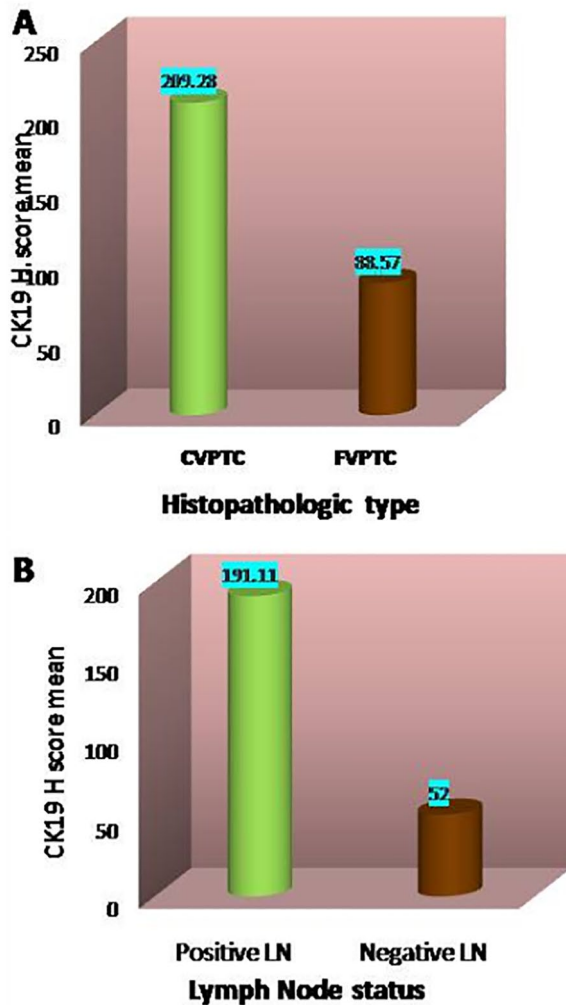 A
250
209.28
200
150
100
88.57
50
0
CK19 H. score mean
CVPTC FVPTC
Histopathologic type
B
200
191.11
150
100
52
50
0
CK19 H score mean
Positive LN Negative LN
Lymph Node status